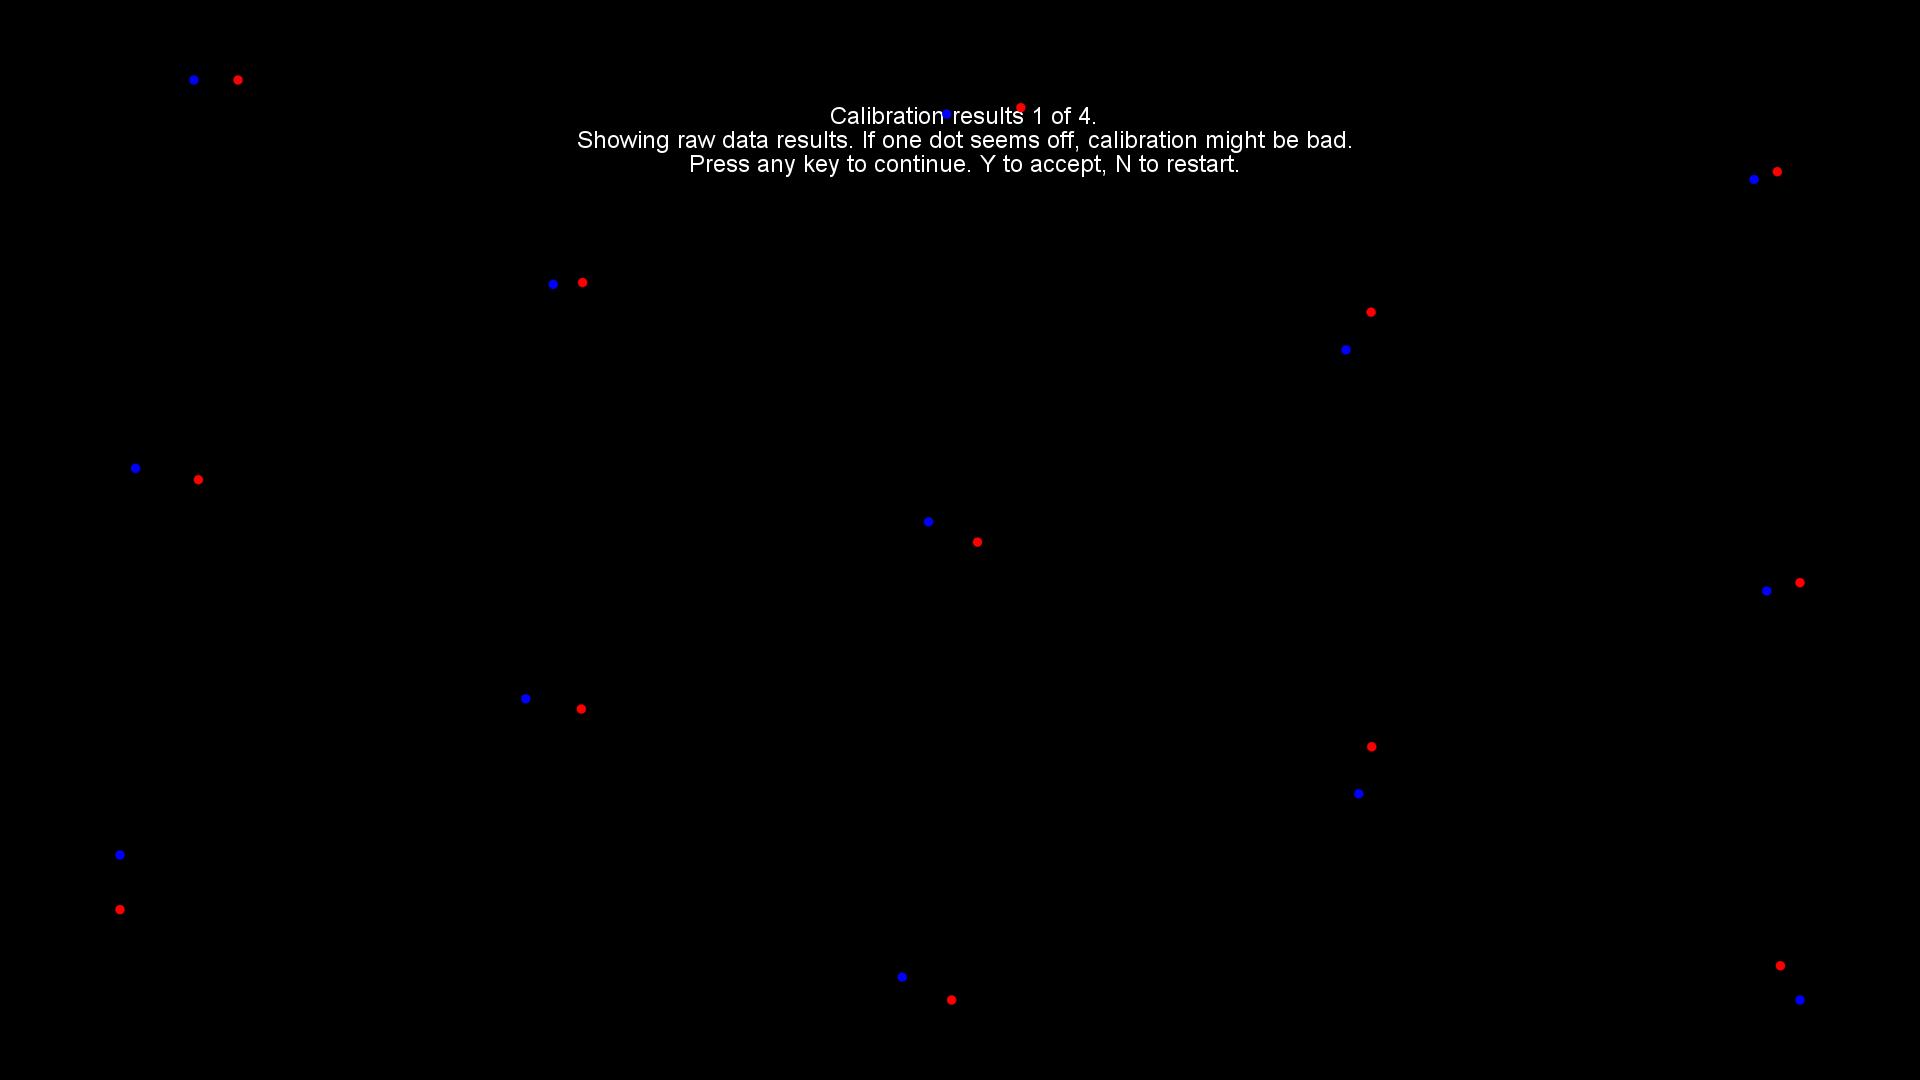 Calibration results 1 of 4.
Showing raw data results. If one dot seems off, calibration might be bad.
Press any key to continue. Y to accept, N to restart.